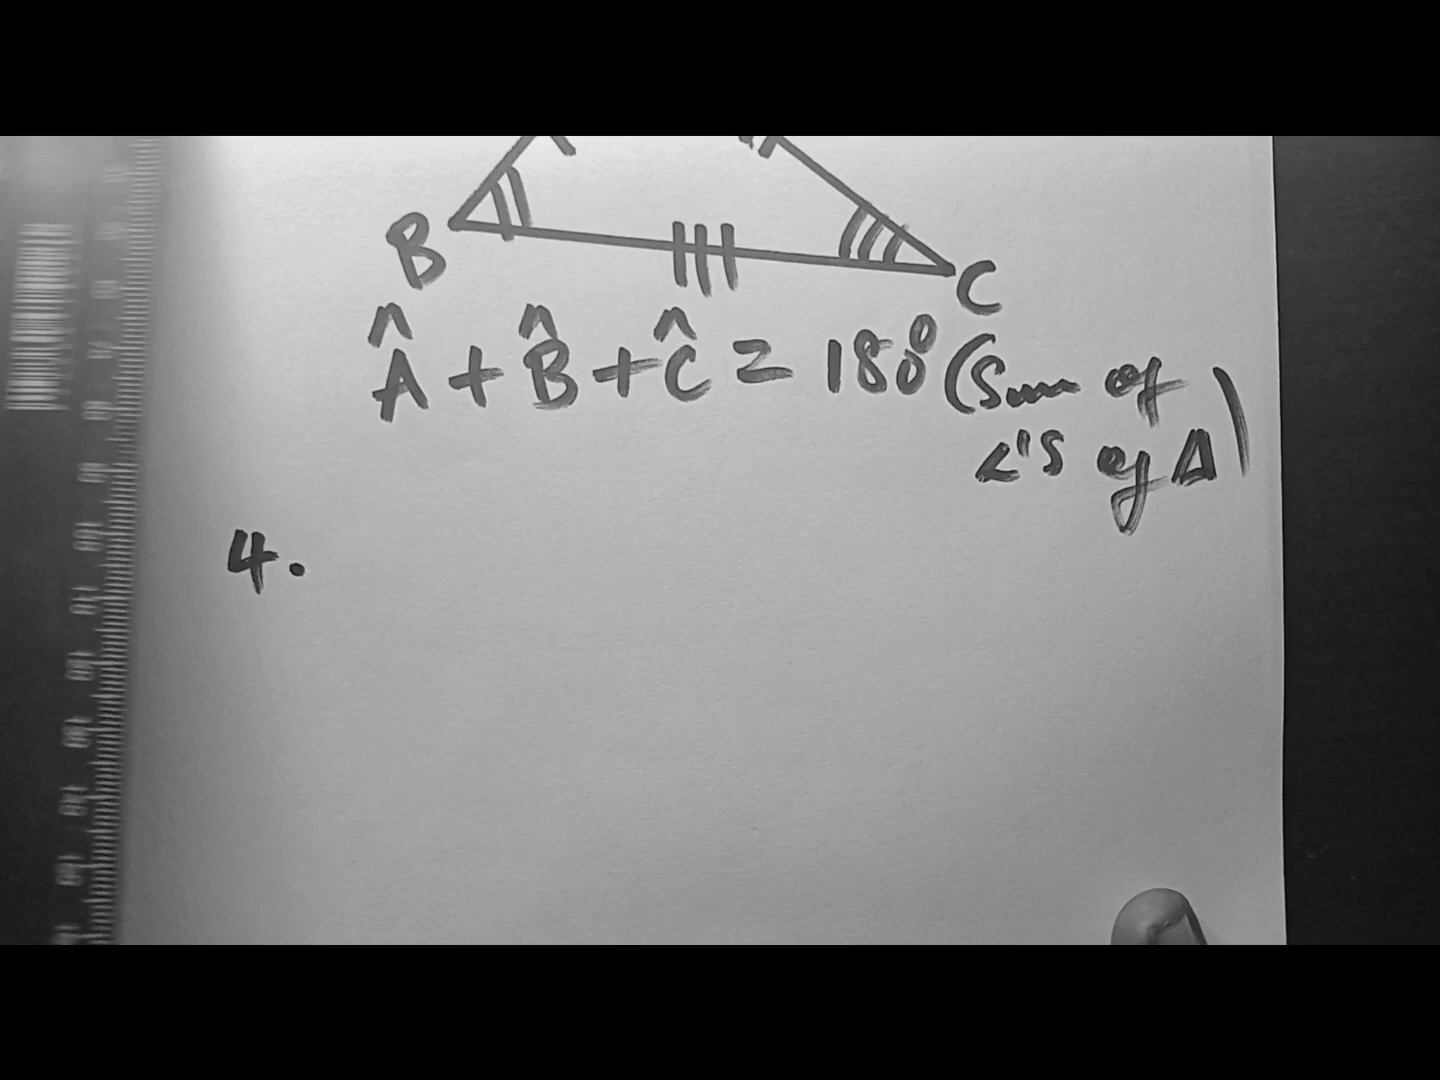 B
C
Â + B̂ + Ĉ = 180° (Sum of
∠'s of Δ)
4.